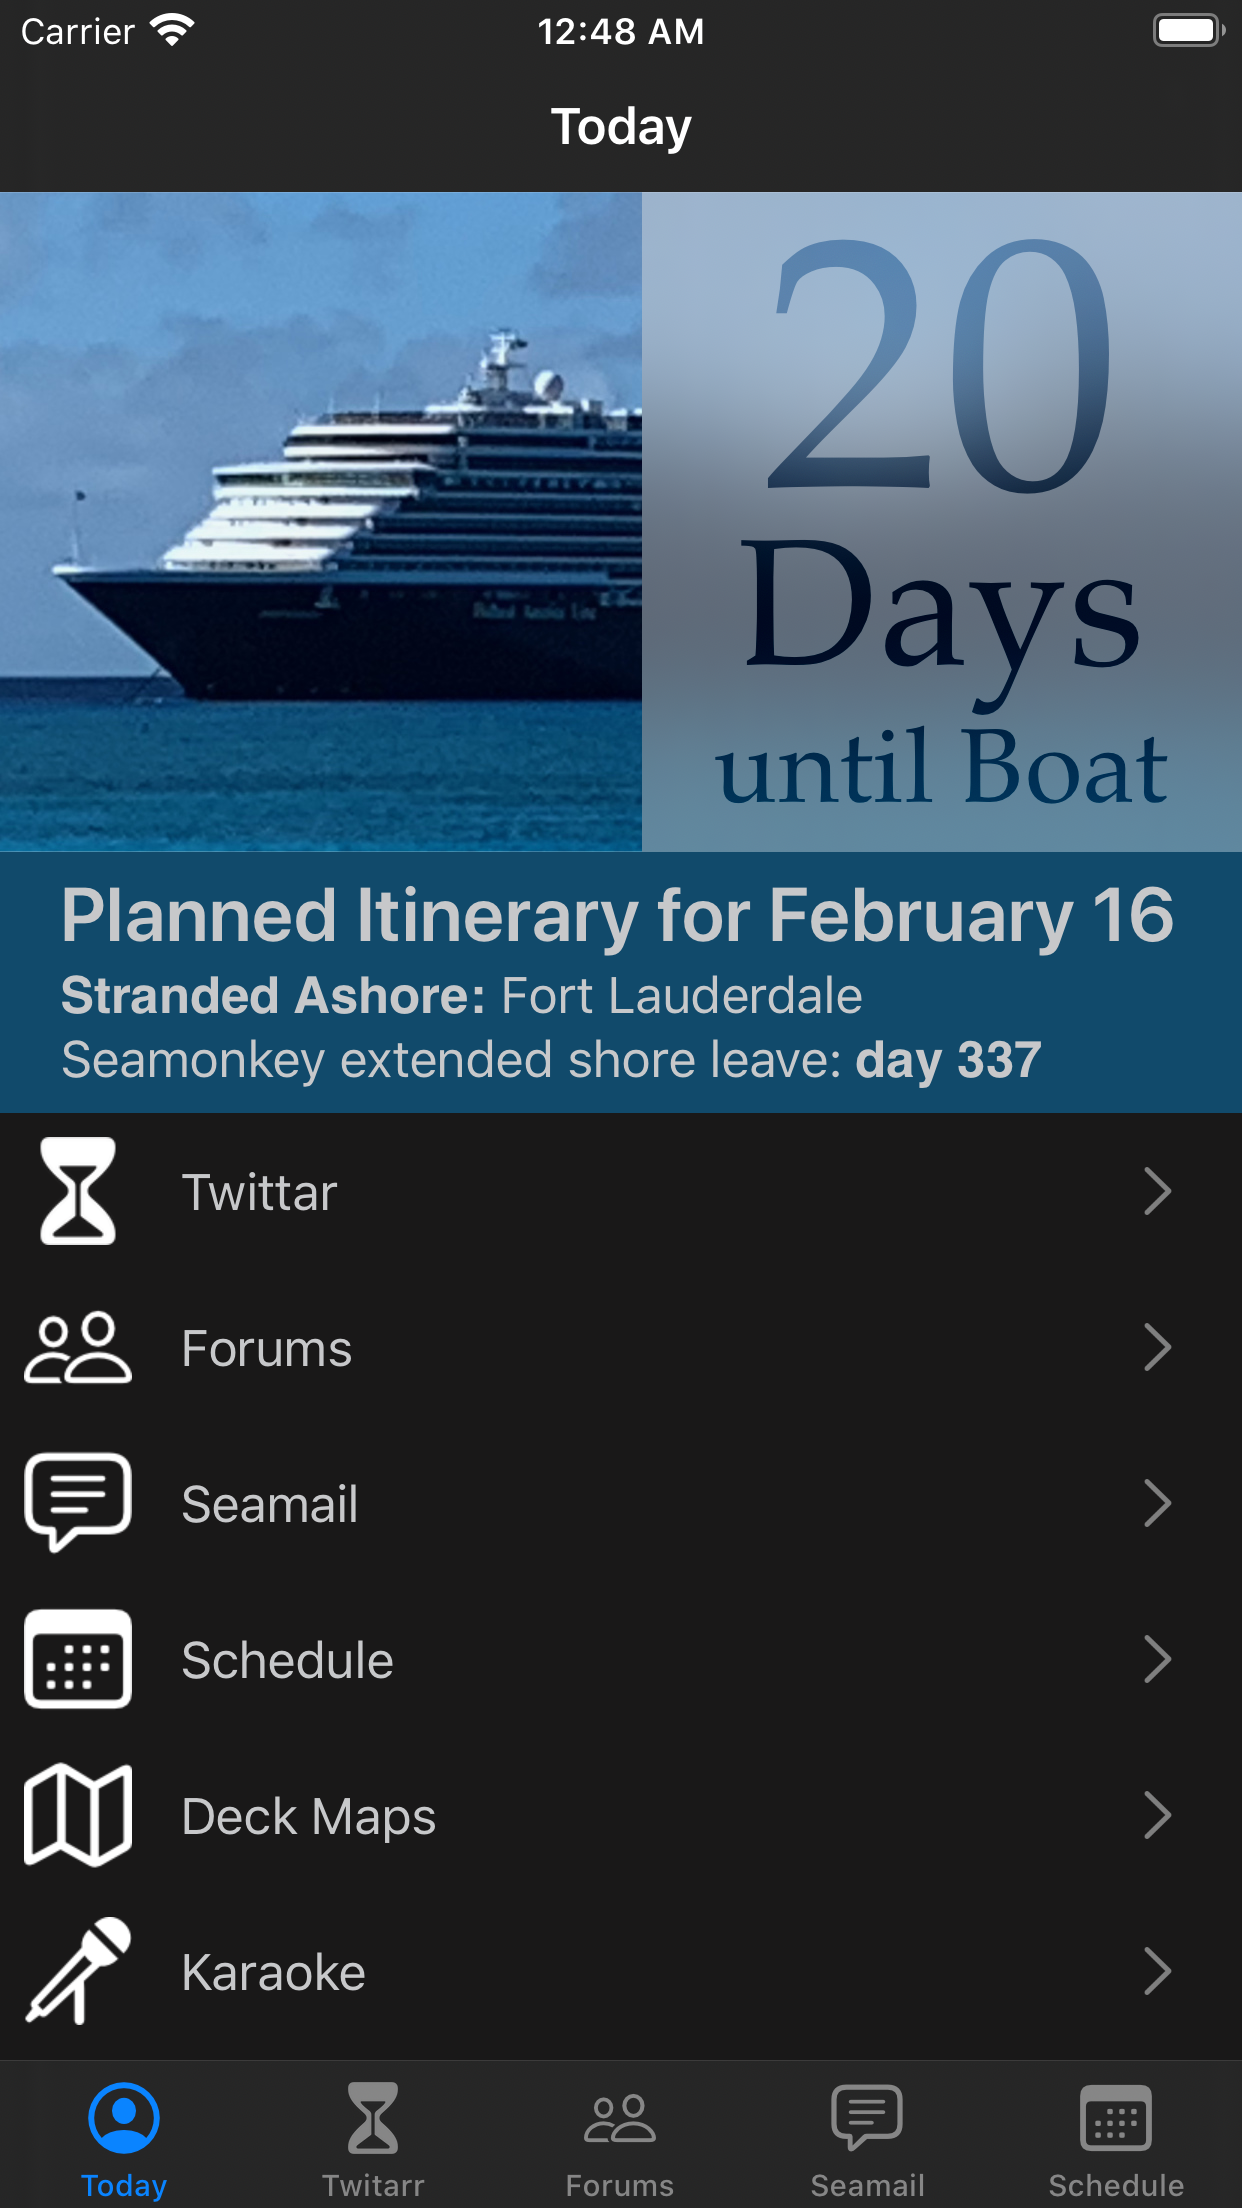 Carrier 12:48 AM
Today
20
Days
until Boat
Planned Itinerary for February 16
Stranded Ashore: Fort Lauderdale
Seamonkey extended shore leave: day 337
Twittar
Forums
Seamail
Schedule
Deck Maps
Karaoke
Today Twitarr Forums Seamail Schedule